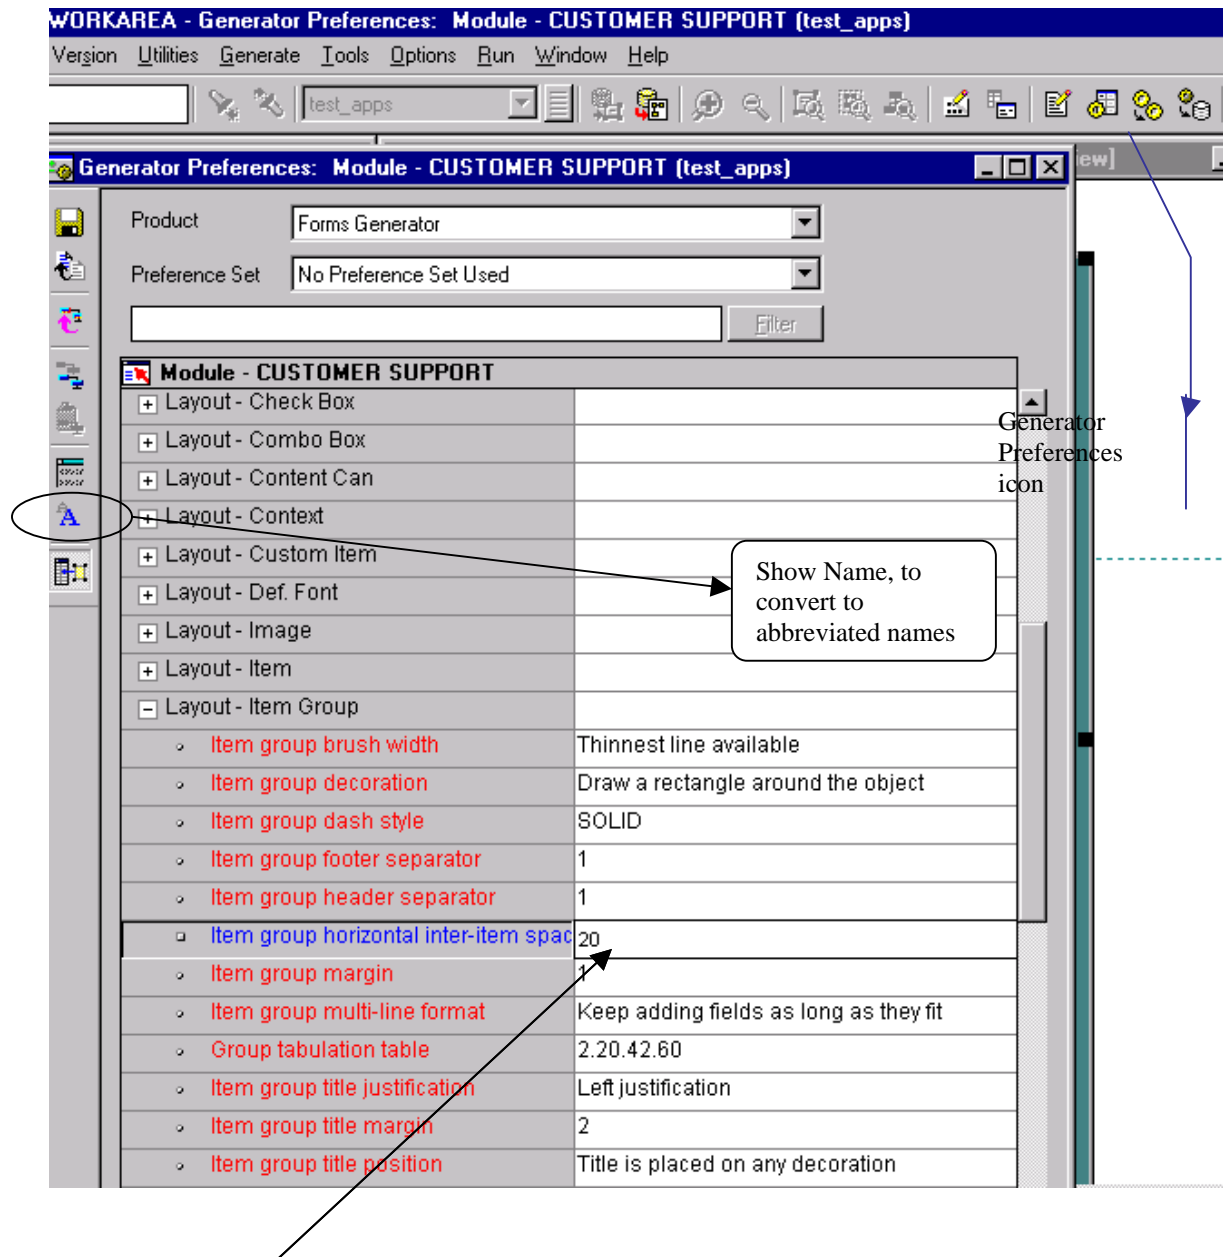 WORKAREA - Generator Preferences: Module - CUSTOMER SUPPORT (test_apps)
Version Utilities Generate Tools Options Run Window Help
test_apps
Generator Preferences: Module - CUSTOMER SUPPORT (test_apps)
iew]
Product Forms Generator
Preference Set No Preference Set Used
Filter
Module - CUSTOMER SUPPORT
Layout - Check Box
Layout - Combo Box
Layout - Content Can
Layout - Context
Layout - Custom Item
Layout - Def. Font
Layout - Image
Layout - Item
Layout - Item Group
Item group brush width Thinnest line available
Item group decoration Draw a rectangle around the object
Item group dash style SOLID
Item group footer separator 1
Item group header separator 1
Item group horizontal inter-item spac 20
Item group margin 1
Item group multi-line format Keep adding fields as long as they fit
Group tabulation table 2.20.42.60
Item group title justification Left justification
Item group title margin 2
Item group title position Title is placed on any decoration
Generator
Preferences
icon
A
Show Name, to
convert to
abbreviated names